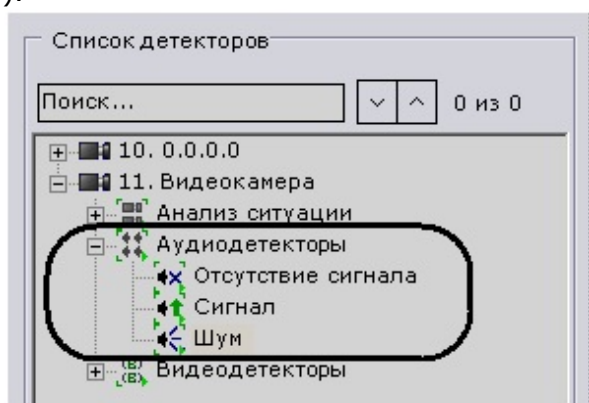 ).
Список детекторов
Поиск... 0 из 0
10. 0.0.0.0
11. Видеокамера
Анализ ситуации
Аудиодетекторы
Отсутствие сигнала
Сигнал
Шум
Видеодетекторы